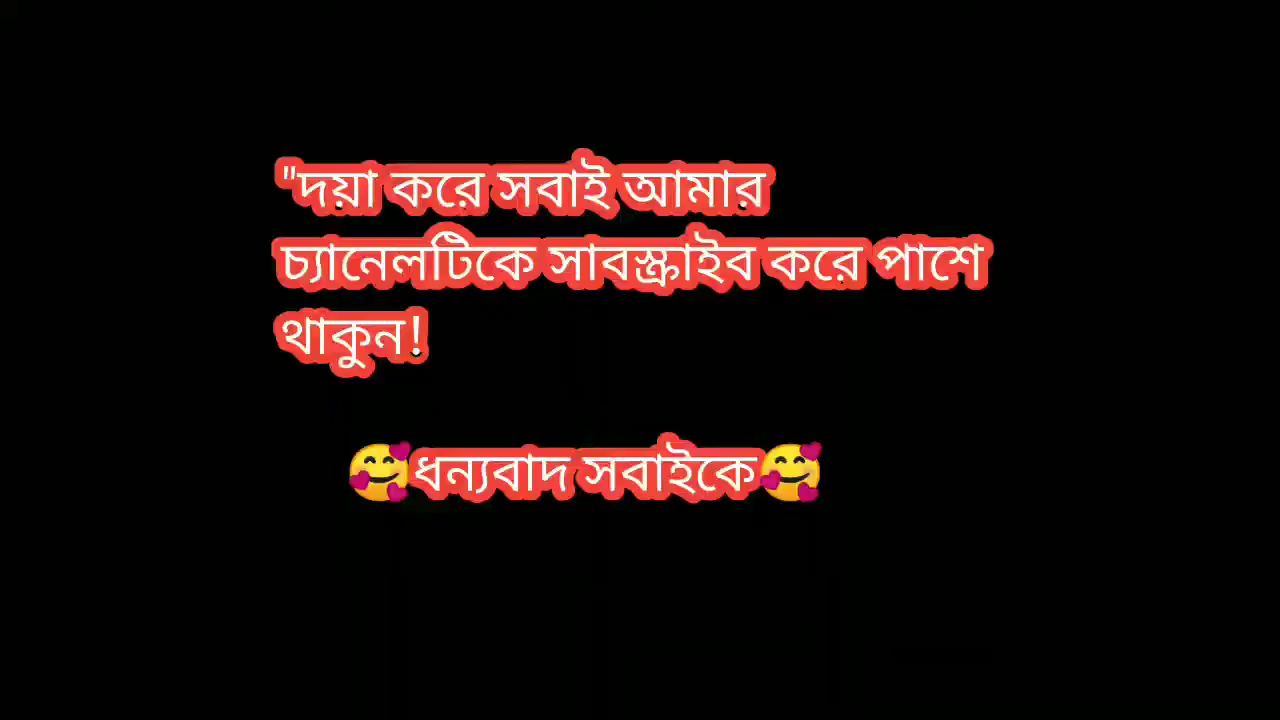 "দয়া করে সবাই আমার
চ্যানেলটিকে সাবস্ক্রাইব করে পাশে
থাকুন!
🥰ধন্যবাদ সবাইকে🥰